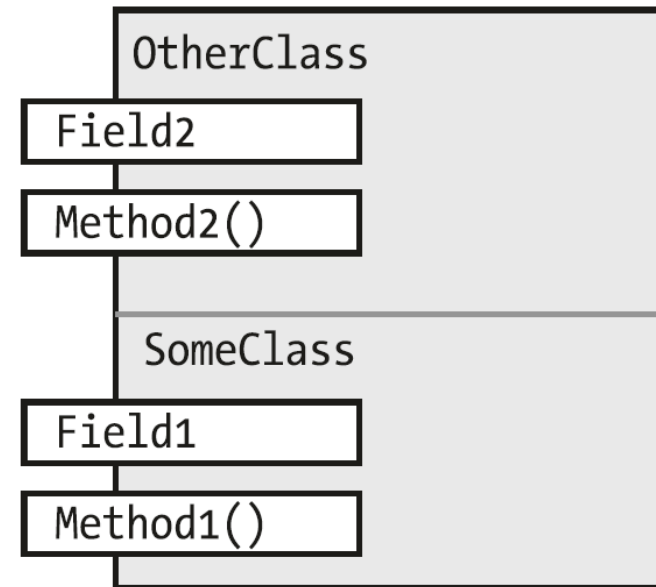 OtherClass
Field2
Method2()
SomeClass
Field1
Method1()